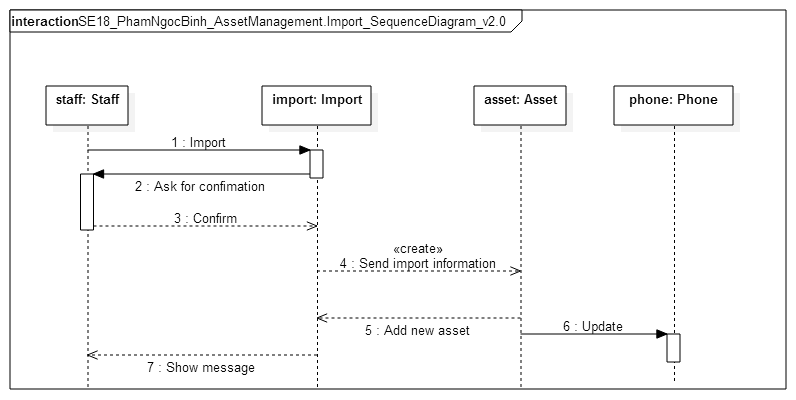 interactionSE18_PhamNgocBinh_AssetManagement.Import_SequenceDiagram_v2.0
staff: Staff
import: Import
asset: Asset
phone: Phone
1 : Import
2 : Ask for confimation
3 : Confirm
«create»
4 : Send import information
5 : Add new asset
6 : Update
7 : Show message